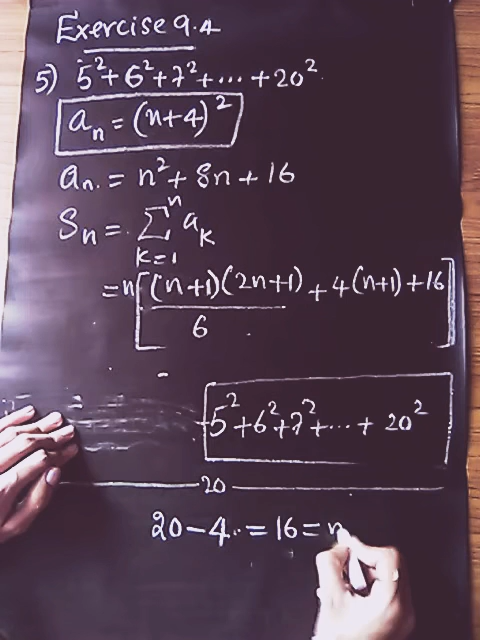 Exercise 9.4
5) 5²+6²+7²+...+20²
aₙ = (n+4)²
aₙ = n²+8n+16
Sₙ = ∑ₖ₌₁ⁿ aₖ
= n[(n+1)(2n+1)/6 + 4(n+1)+16]
5²+6²+7²+...+20²
20
20-4.. = 16 = n